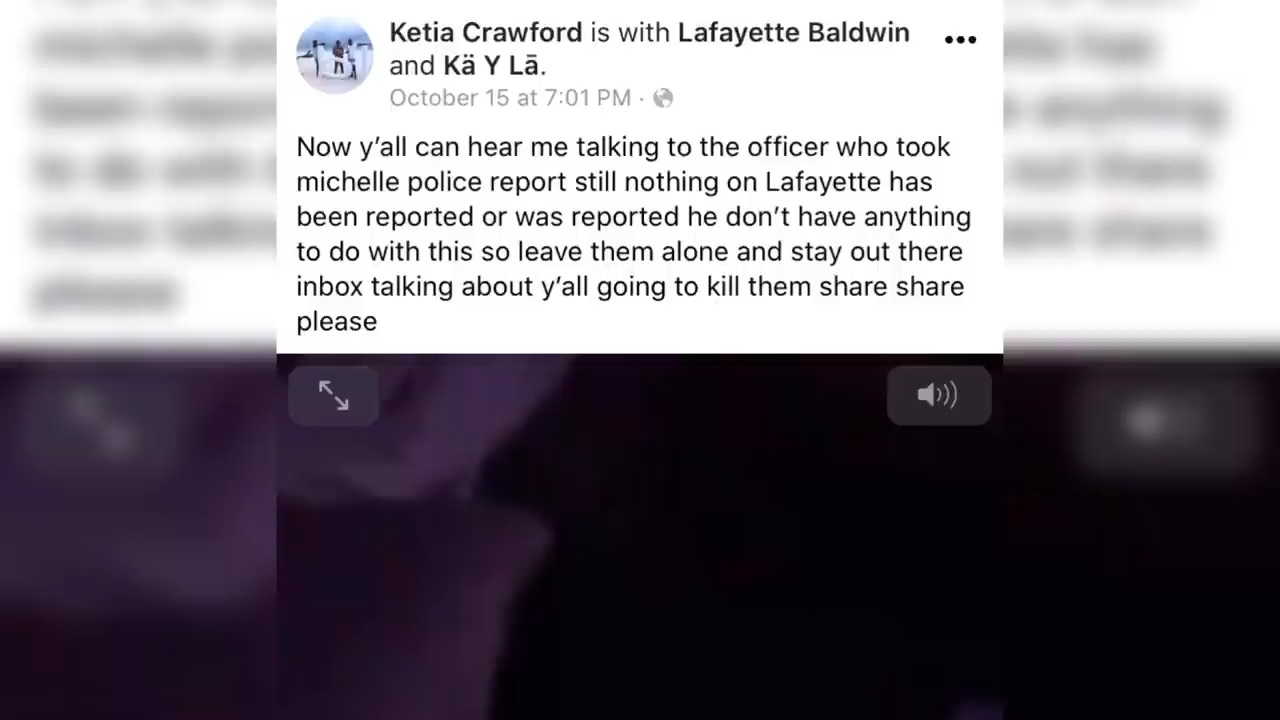 Ketia Crawford is with Lafayette Baldwin
and Kä Y Lā.
October 15 at 7:01 PM ·
Now y’all can hear me talking to the officer who took
michelle police report still nothing on Lafayette has
been reported or was reported he don’t have anything
to do with this so leave them alone and stay out there
inbox talking about y’all going to kill them share share
please